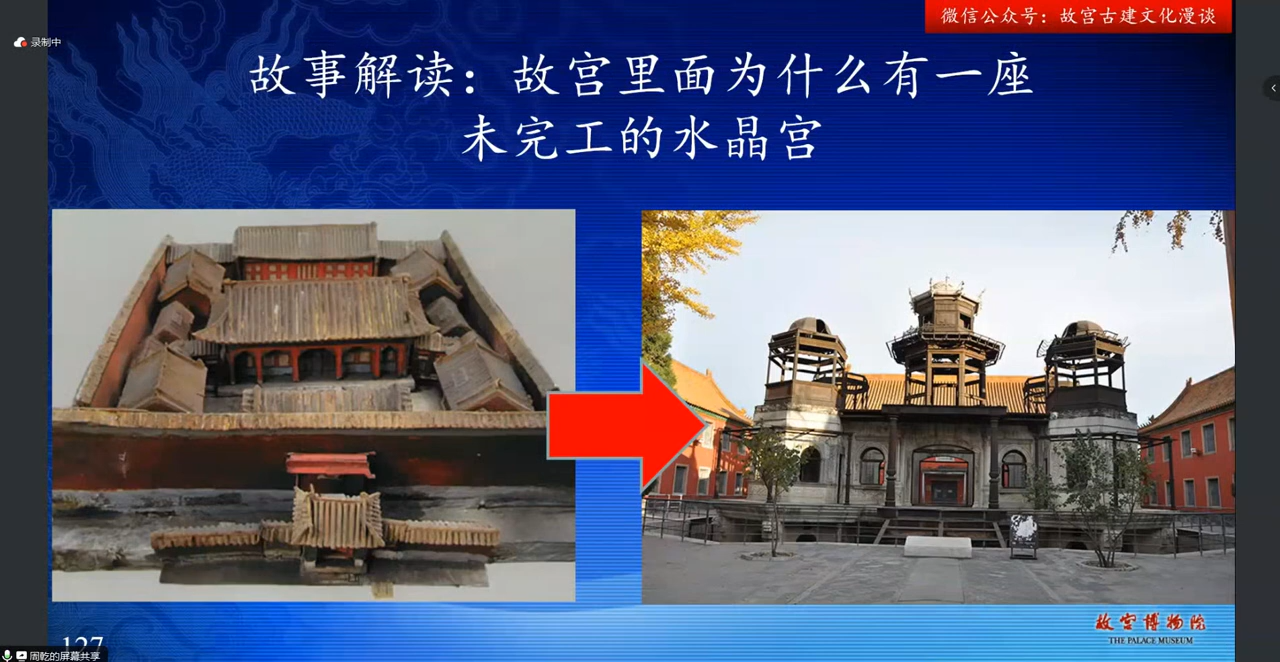 微信公众号：故宫古建文化漫谈
录制中
故事解读：故宫里面为什么有一座
未完工的水晶宫
故宫博物院
THE PALACE MUSEUM
127
周乾的屏幕共享